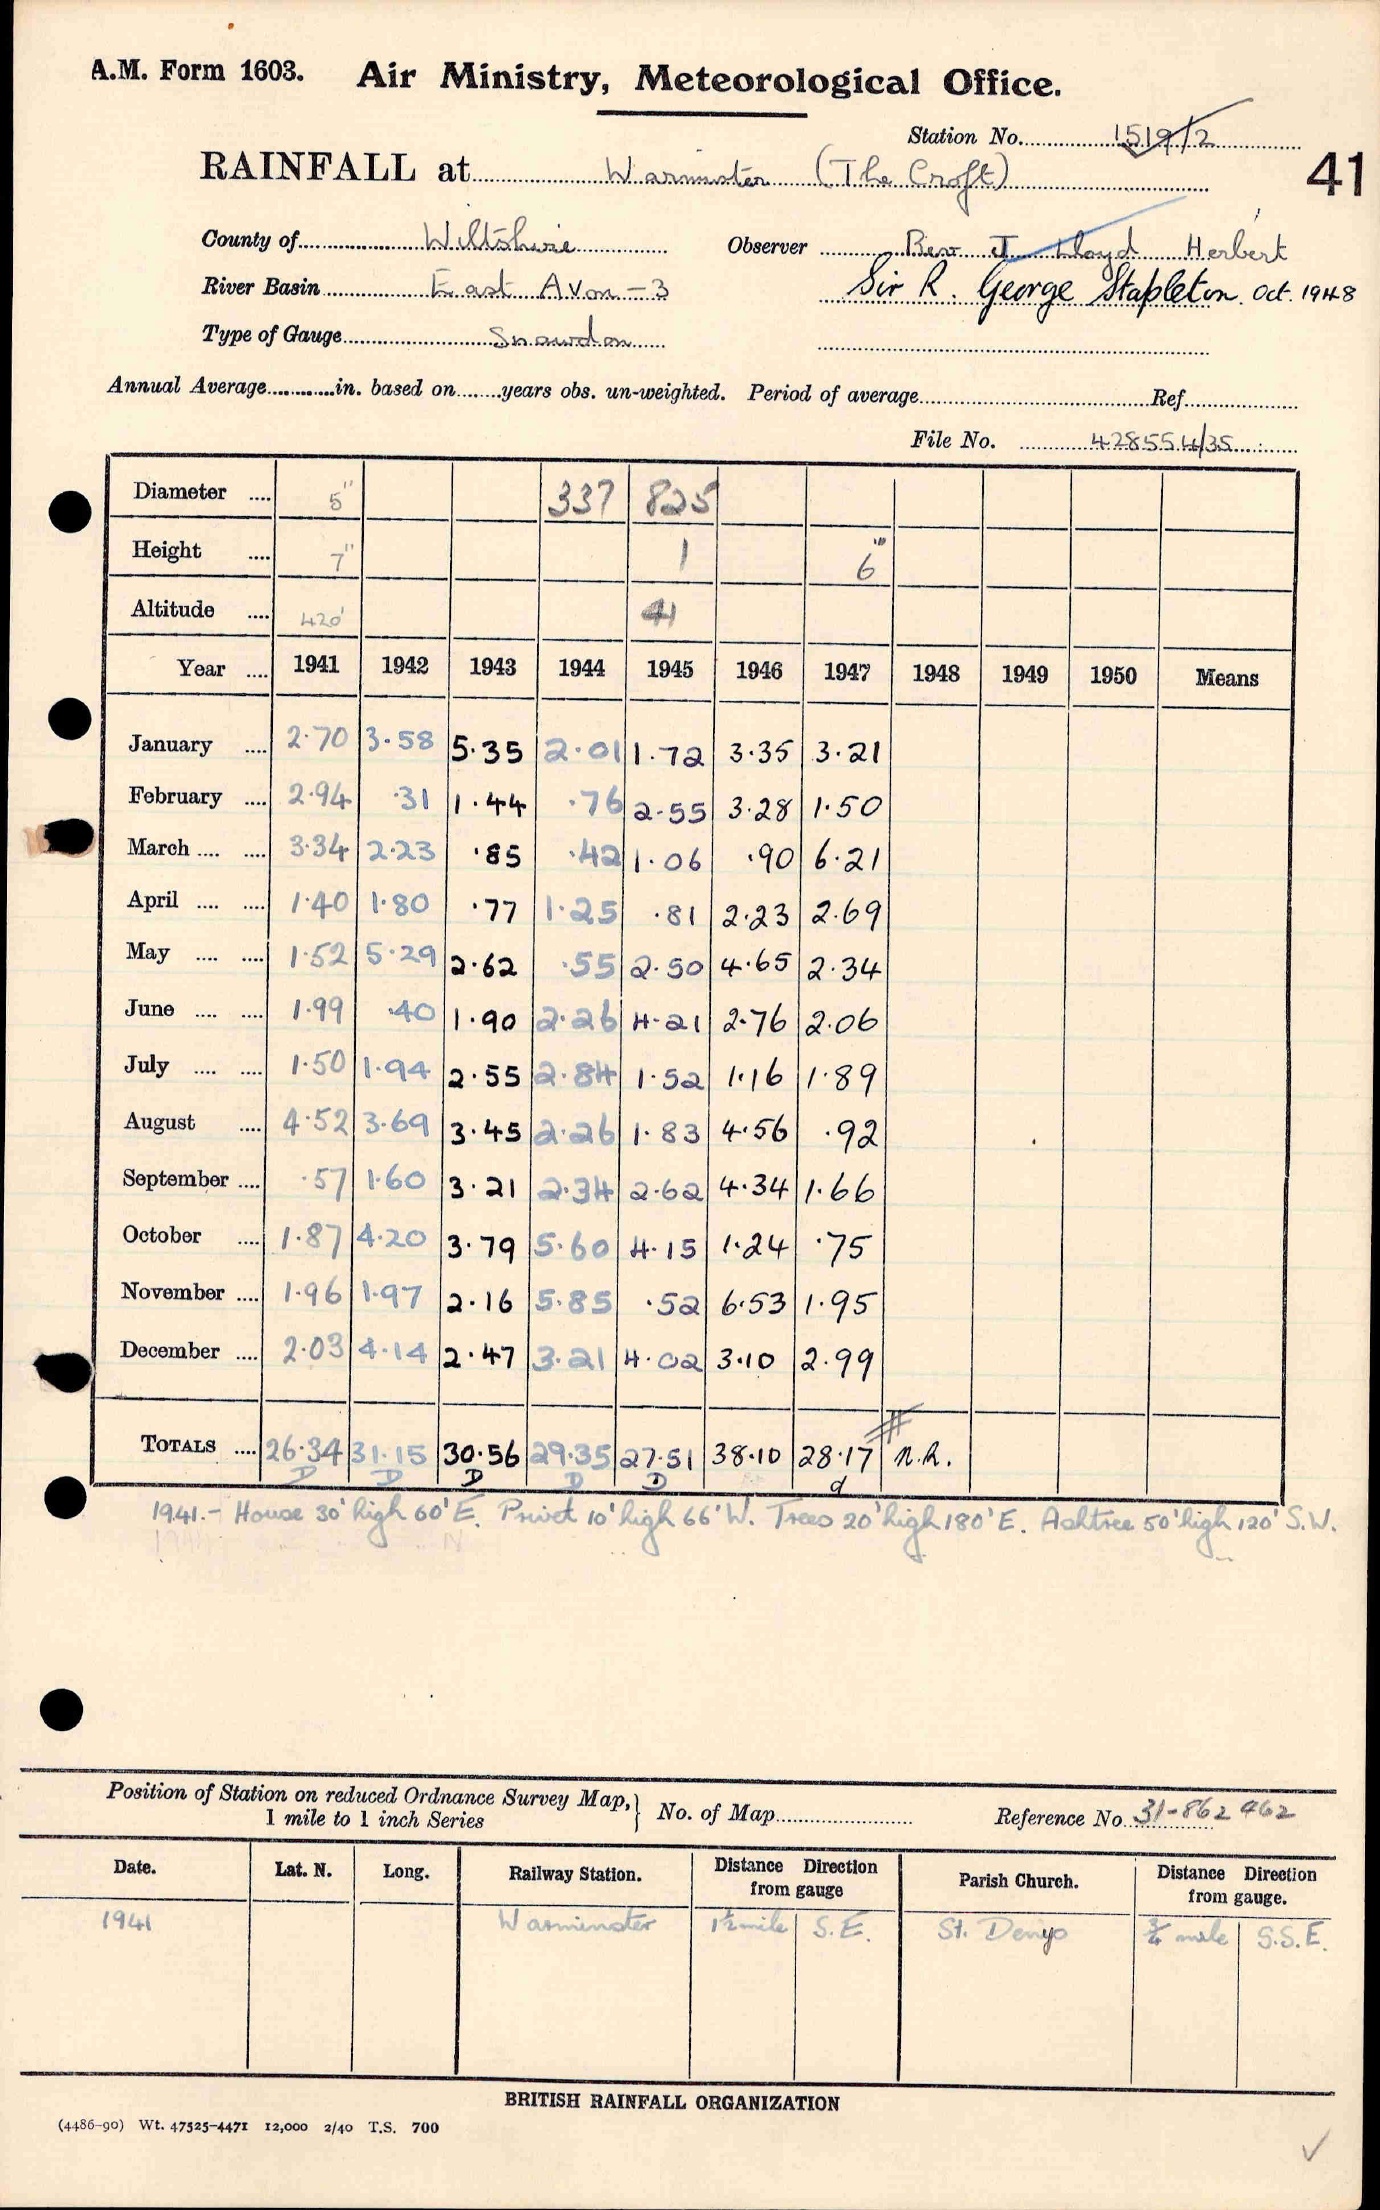 A.M. Form 1603. Air Ministry, Meteorological Office.
Station No. 1519/2
RAINFALL at Warminster (The Croft) 41
County of Wiltshire Observer Rev J Lloyd Herbert
River Basin East Avon-3 Sir R. George Stapleton Oct. 1948
Type of Gauge Snowdon
Annual Average............in. based on........years obs. un-weighted. Period of average Ref.
File No. 428554/35
Diameter .... 5" 337 825
Height .... 7" 1 6"
Altitude .... 420' 41
Year .... 1941 1942 1943 1944 1945 1946 1947 1948 1949 1950 Means
January .... 2.70 3.58 5.35 2.01 1.72 3.35 3.21
February .... 2.94 .31 1.44 .76 2.55 3.28 1.50
March .... .... 3.34 2.23 .85 .42 1.06 .90 6.21
April .... .... 1.40 1.80 .77 1.25 .81 2.23 2.69
May .... .... 1.52 5.29 2.62 .55 2.50 4.65 2.34
June .... .... 1.99 .40 1.90 2.26 4.21 2.76 2.06
July .... .... 1.50 1.94 2.55 2.84 1.52 1.16 1.89
August .... 4.52 3.69 3.45 2.26 1.83 4.56 .92
September .... .57 1.60 3.21 2.34 2.62 4.34 1.66
October .... 1.87 4.20 3.79 5.60 4.15 1.24 .75
November .... 1.96 1.97 2.16 5.85 .52 6.53 1.95
December .... 2.03 4.14 2.47 3.21 4.02 3.10 2.99
TOTALS .... 26.34 31.15 30.56 29.35 27.51 38.10 28.17 N.R.
D D D D D d
1941.- House 30' high 60' E. Privet 10' high 66' W. Trees 20' high 180' E. Ashtree 50' high 120' S.W.
Position of Station on reduced Ordnance Survey Map, 1 mile to 1 inch Series } No. of Map Reference No. 31-862462
Date. Lat. N. Long. Railway Station. Distance Direction from gauge Parish Church. Distance Direction from gauge.
1941 Warminster 1½ mile S.E. St. Denys ¾ mile S.S.E.
BRITISH RAINFALL ORGANIZATION
(4486-90) Wt. 47525-4471 12,000 2/40 T.S. 700